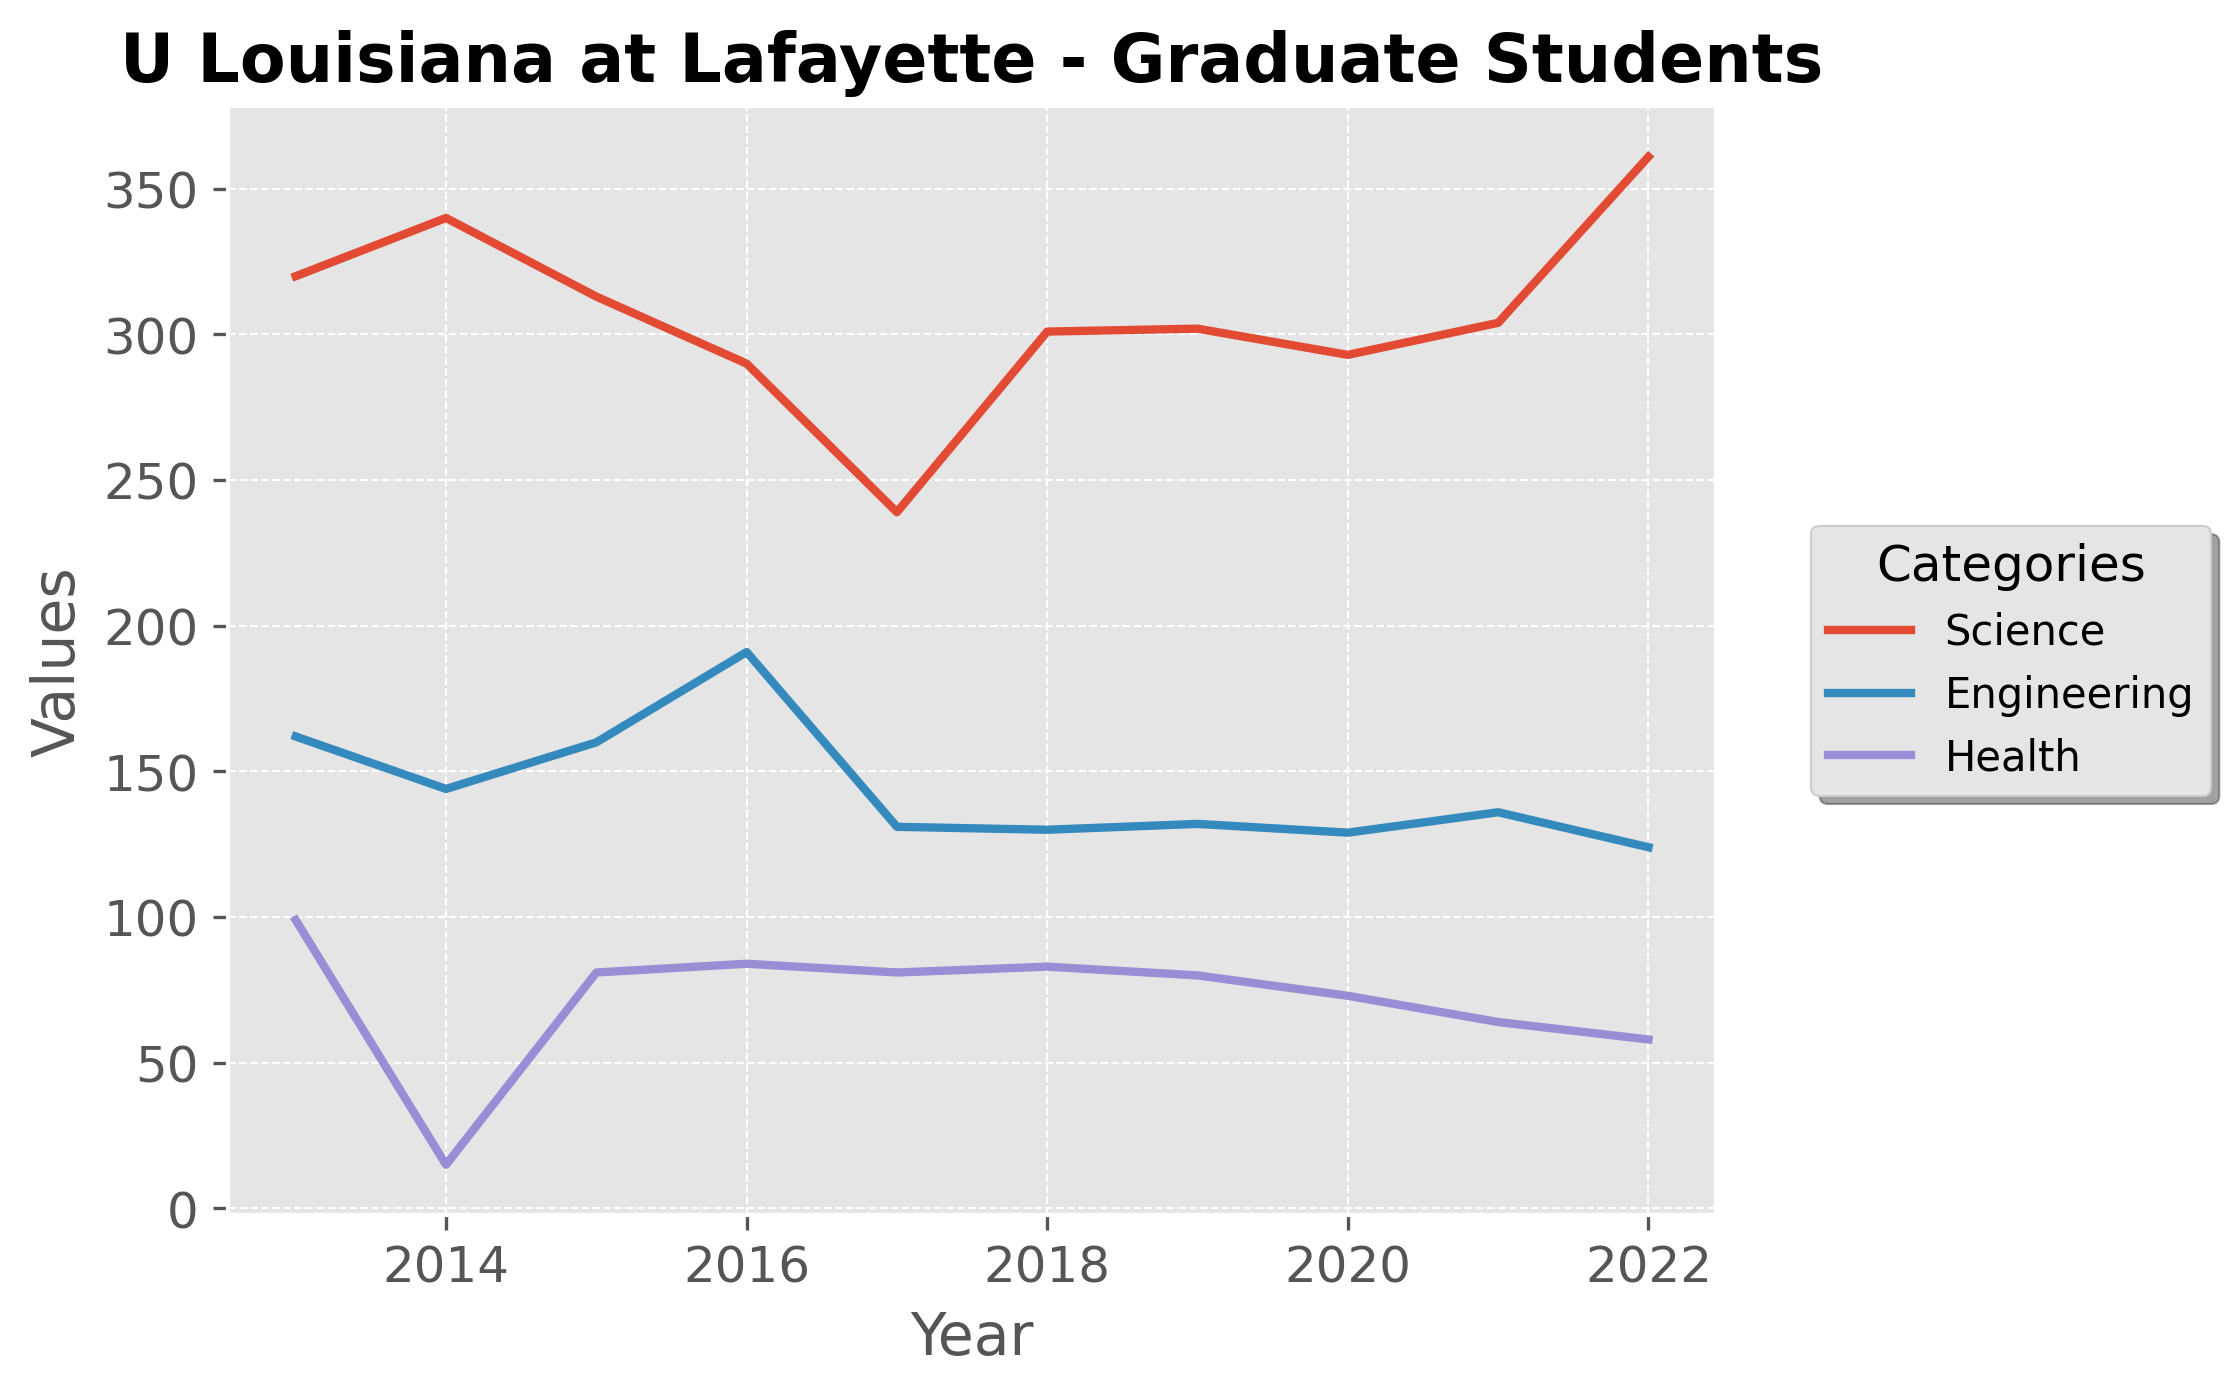 U Louisiana at Lafayette - Graduate Students
350
300
250
200
150
100
50
0
Values
2014 2016 2018 2020 2022
Year
Categories
Science
Engineering
Health